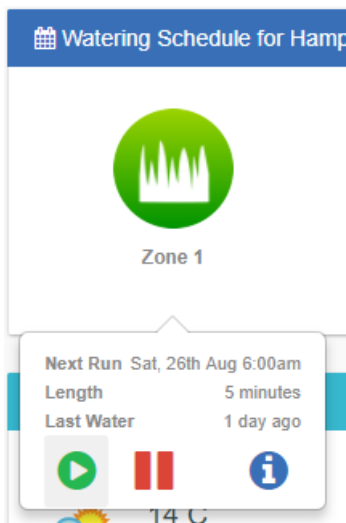 Watering Schedule for Hamp
Zone 1
Next Run Sat, 26th Aug 6:00am
Length 5 minutes
Last Water 1 day ago
14 C